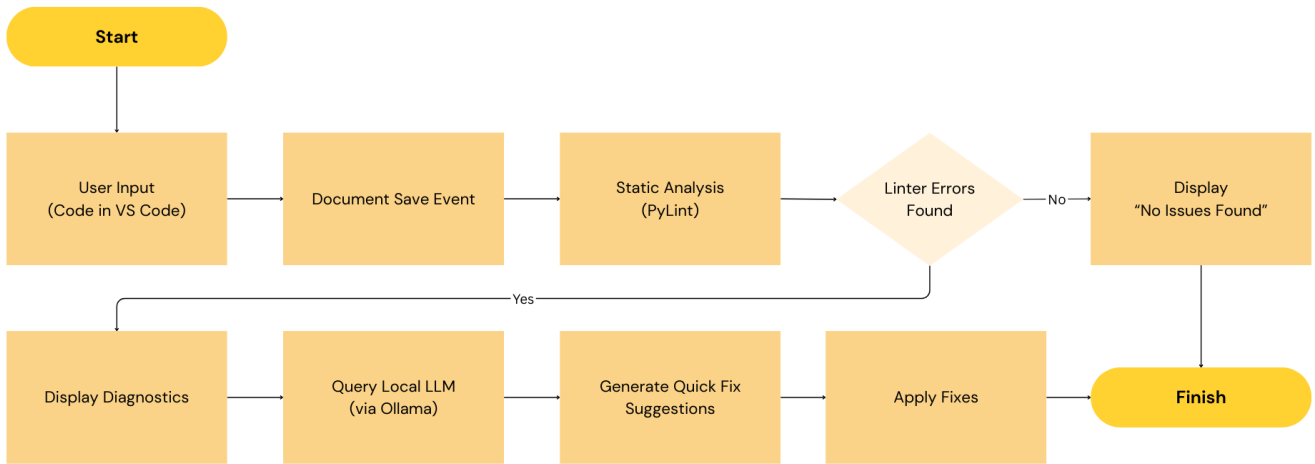 Start
User Input
(Code in VS Code)
Document Save Event
Static Analysis
(PyLint)
Linter Errors
Found
No
Display
“No Issues Found”
Yes
Display Diagnostics
Query Local LLM
(via Ollama)
Generate Quick Fix
Suggestions
Apply Fixes
Finish